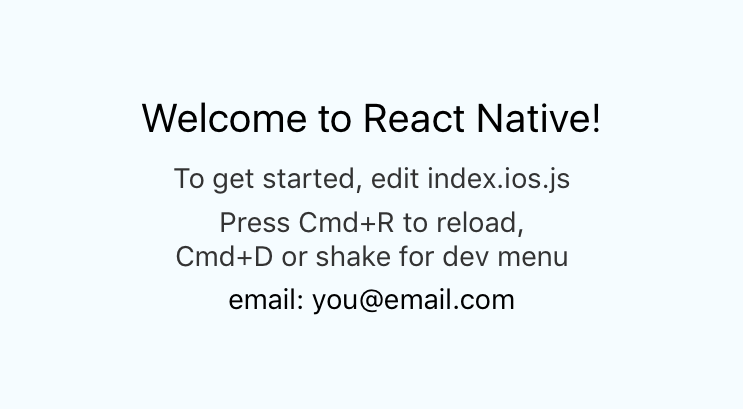 Welcome to React Native!
To get started, edit index.ios.js
Press Cmd+R to reload,
Cmd+D or shake for dev menu
email: you@email.com